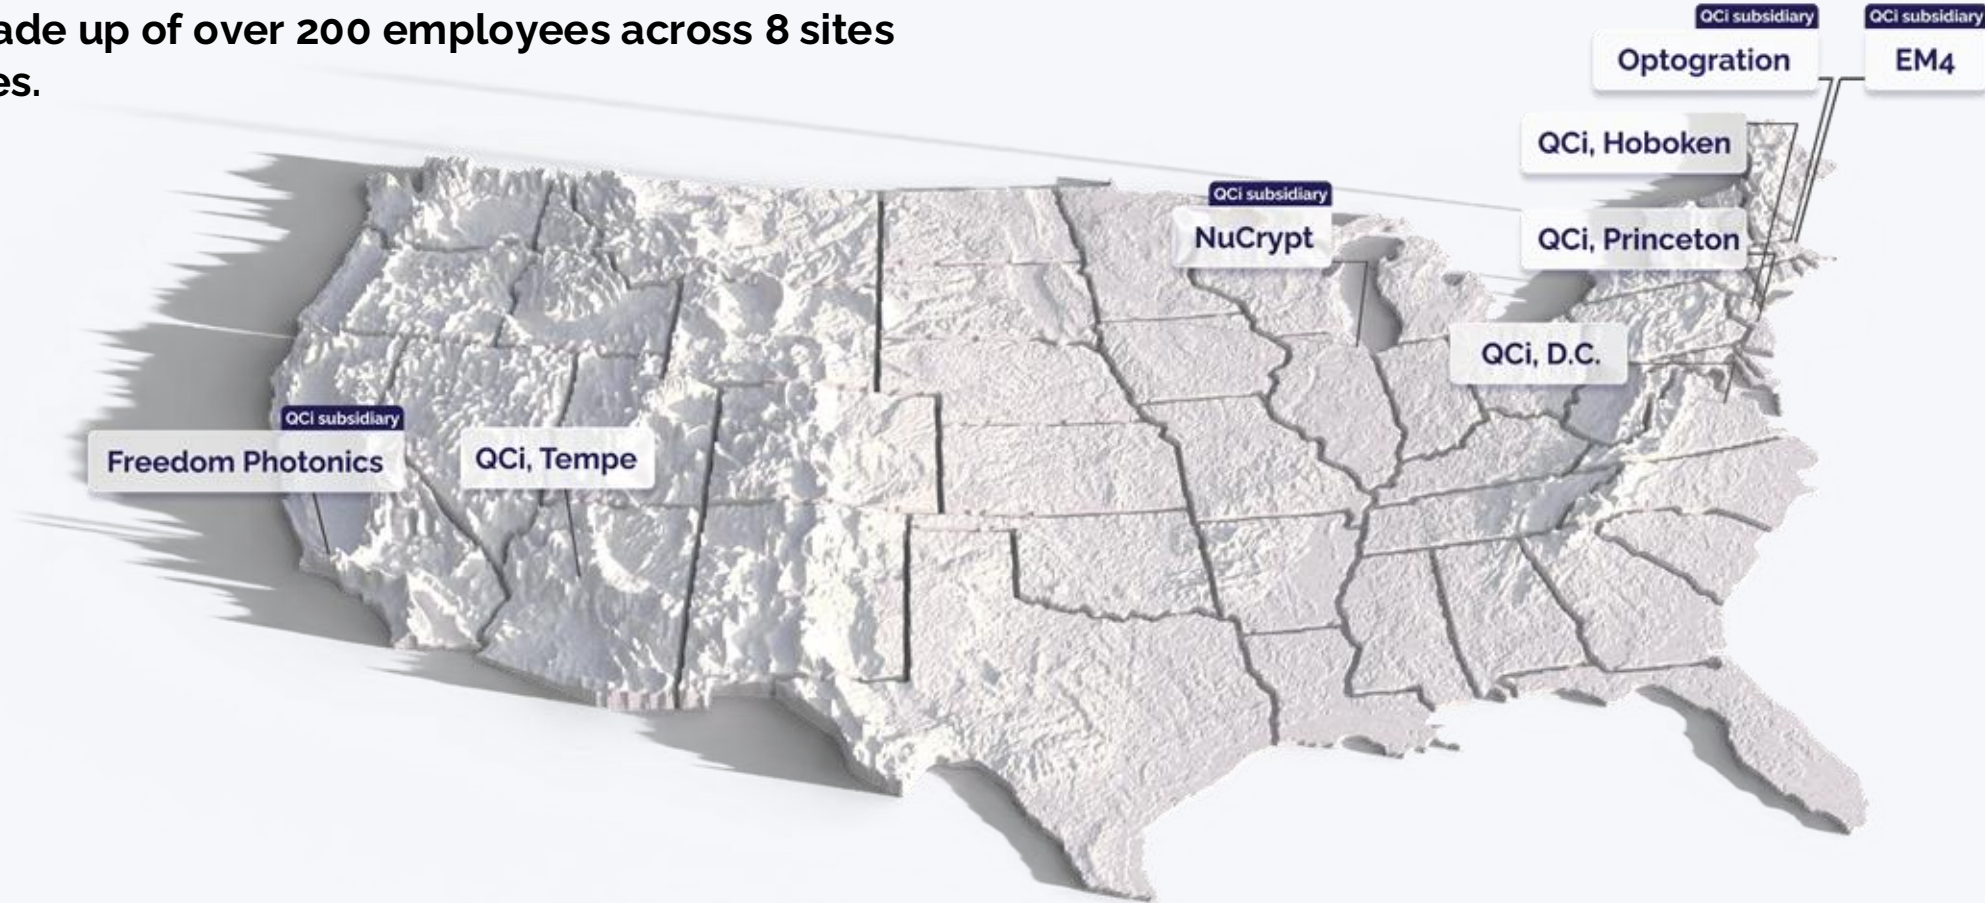 ade up of over 200 employees across 8 sites
es.
QCi subsidiary
Optogration
QCi subsidiary
EM4
QCi, Hoboken
QCi subsidiary
NuCrypt
QCi, Princeton
QCi, D.C.
QCi subsidiary
Freedom Photonics
QCi, Tempe